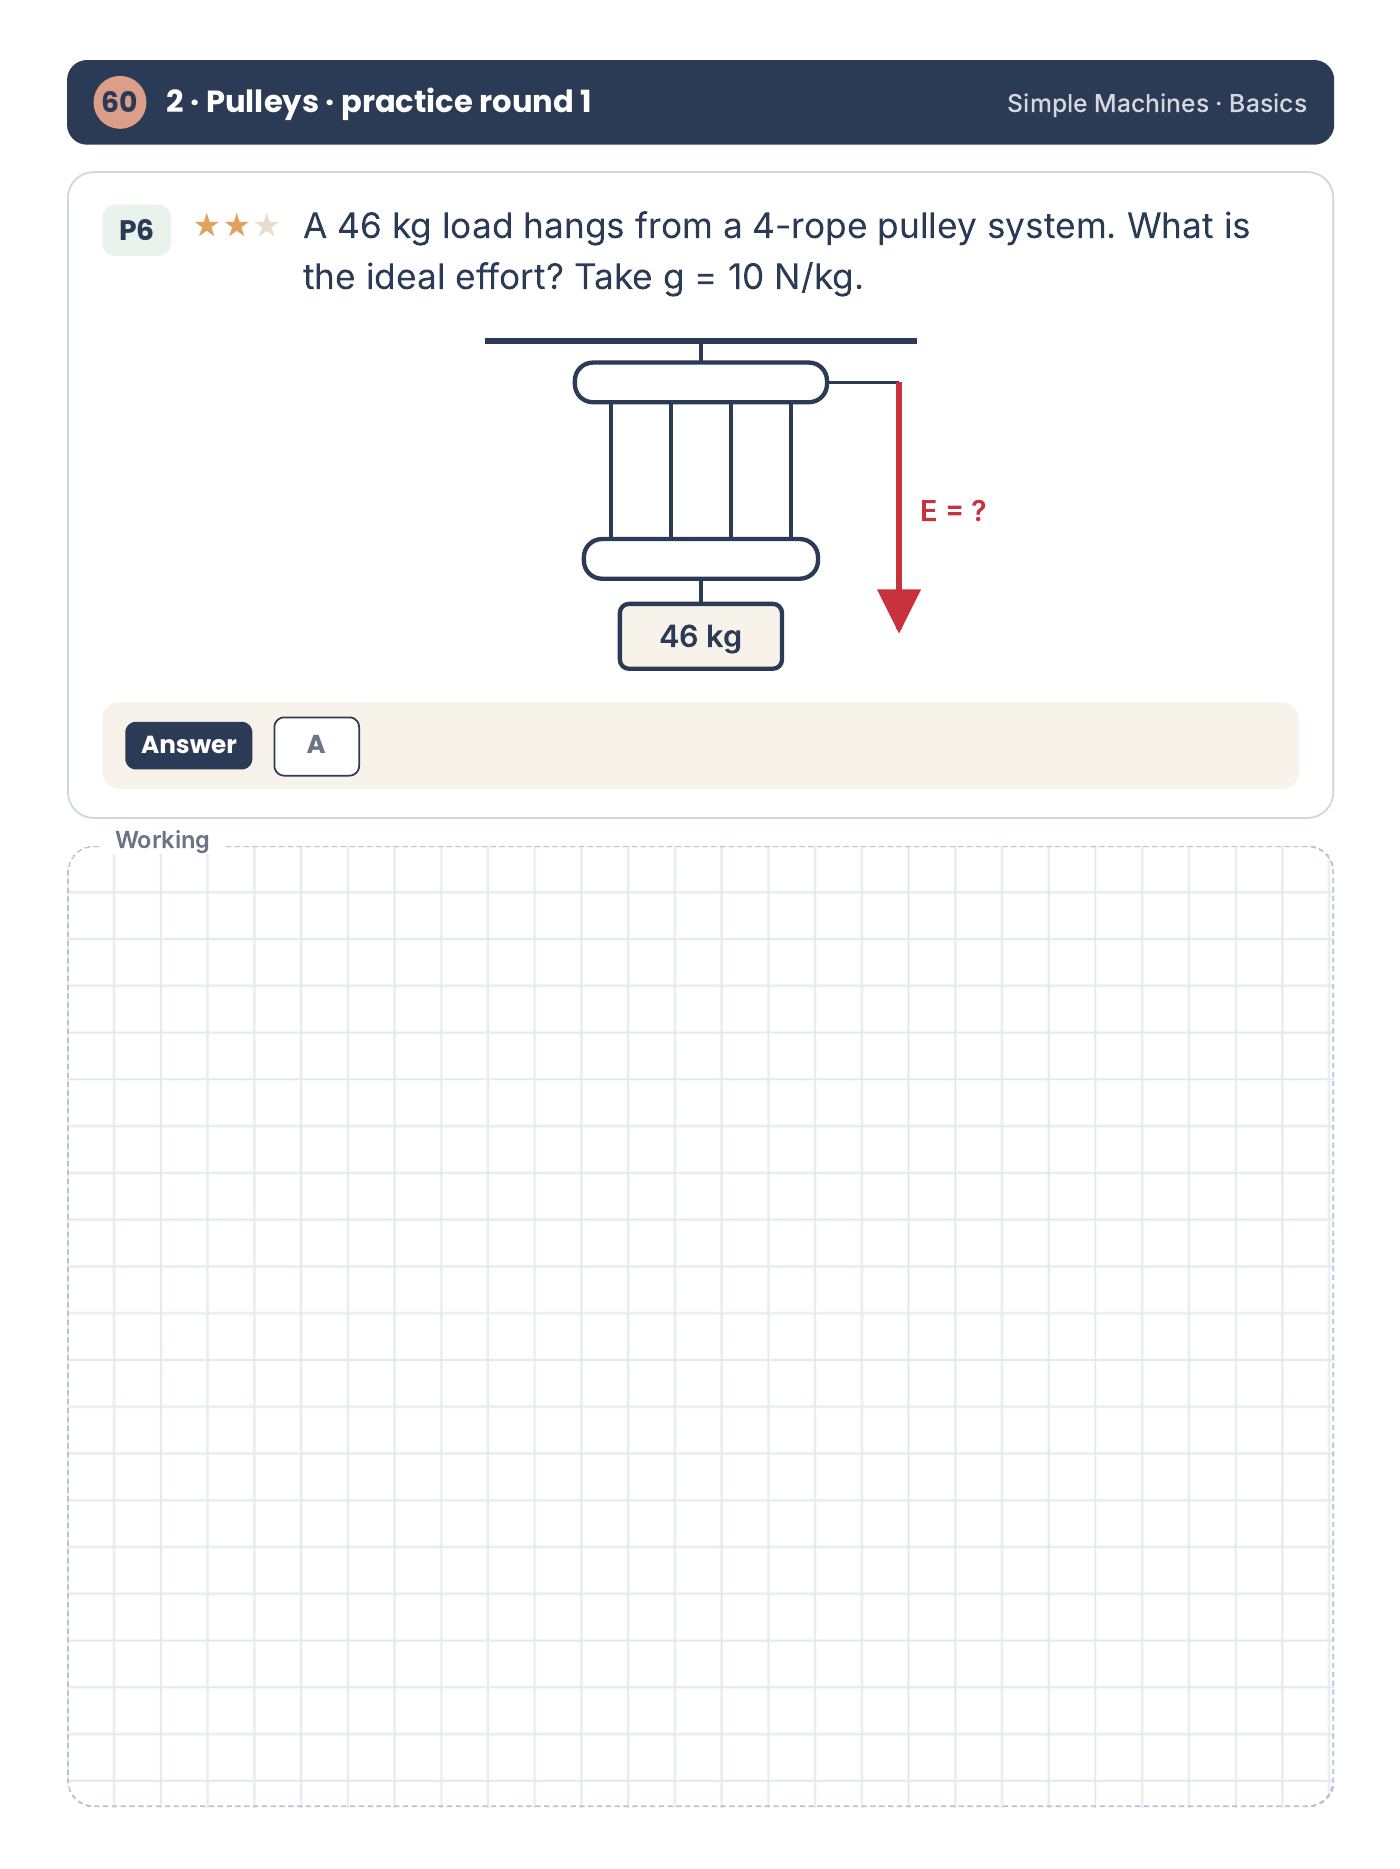 60 2 · Pulleys · practice round 1 Simple Machines · Basics
P6 ★★★ A 46 kg load hangs from a 4-rope pulley system. What is
the ideal effort? Take g = 10 N/kg.
E = ?
46 kg
Answer A
Working